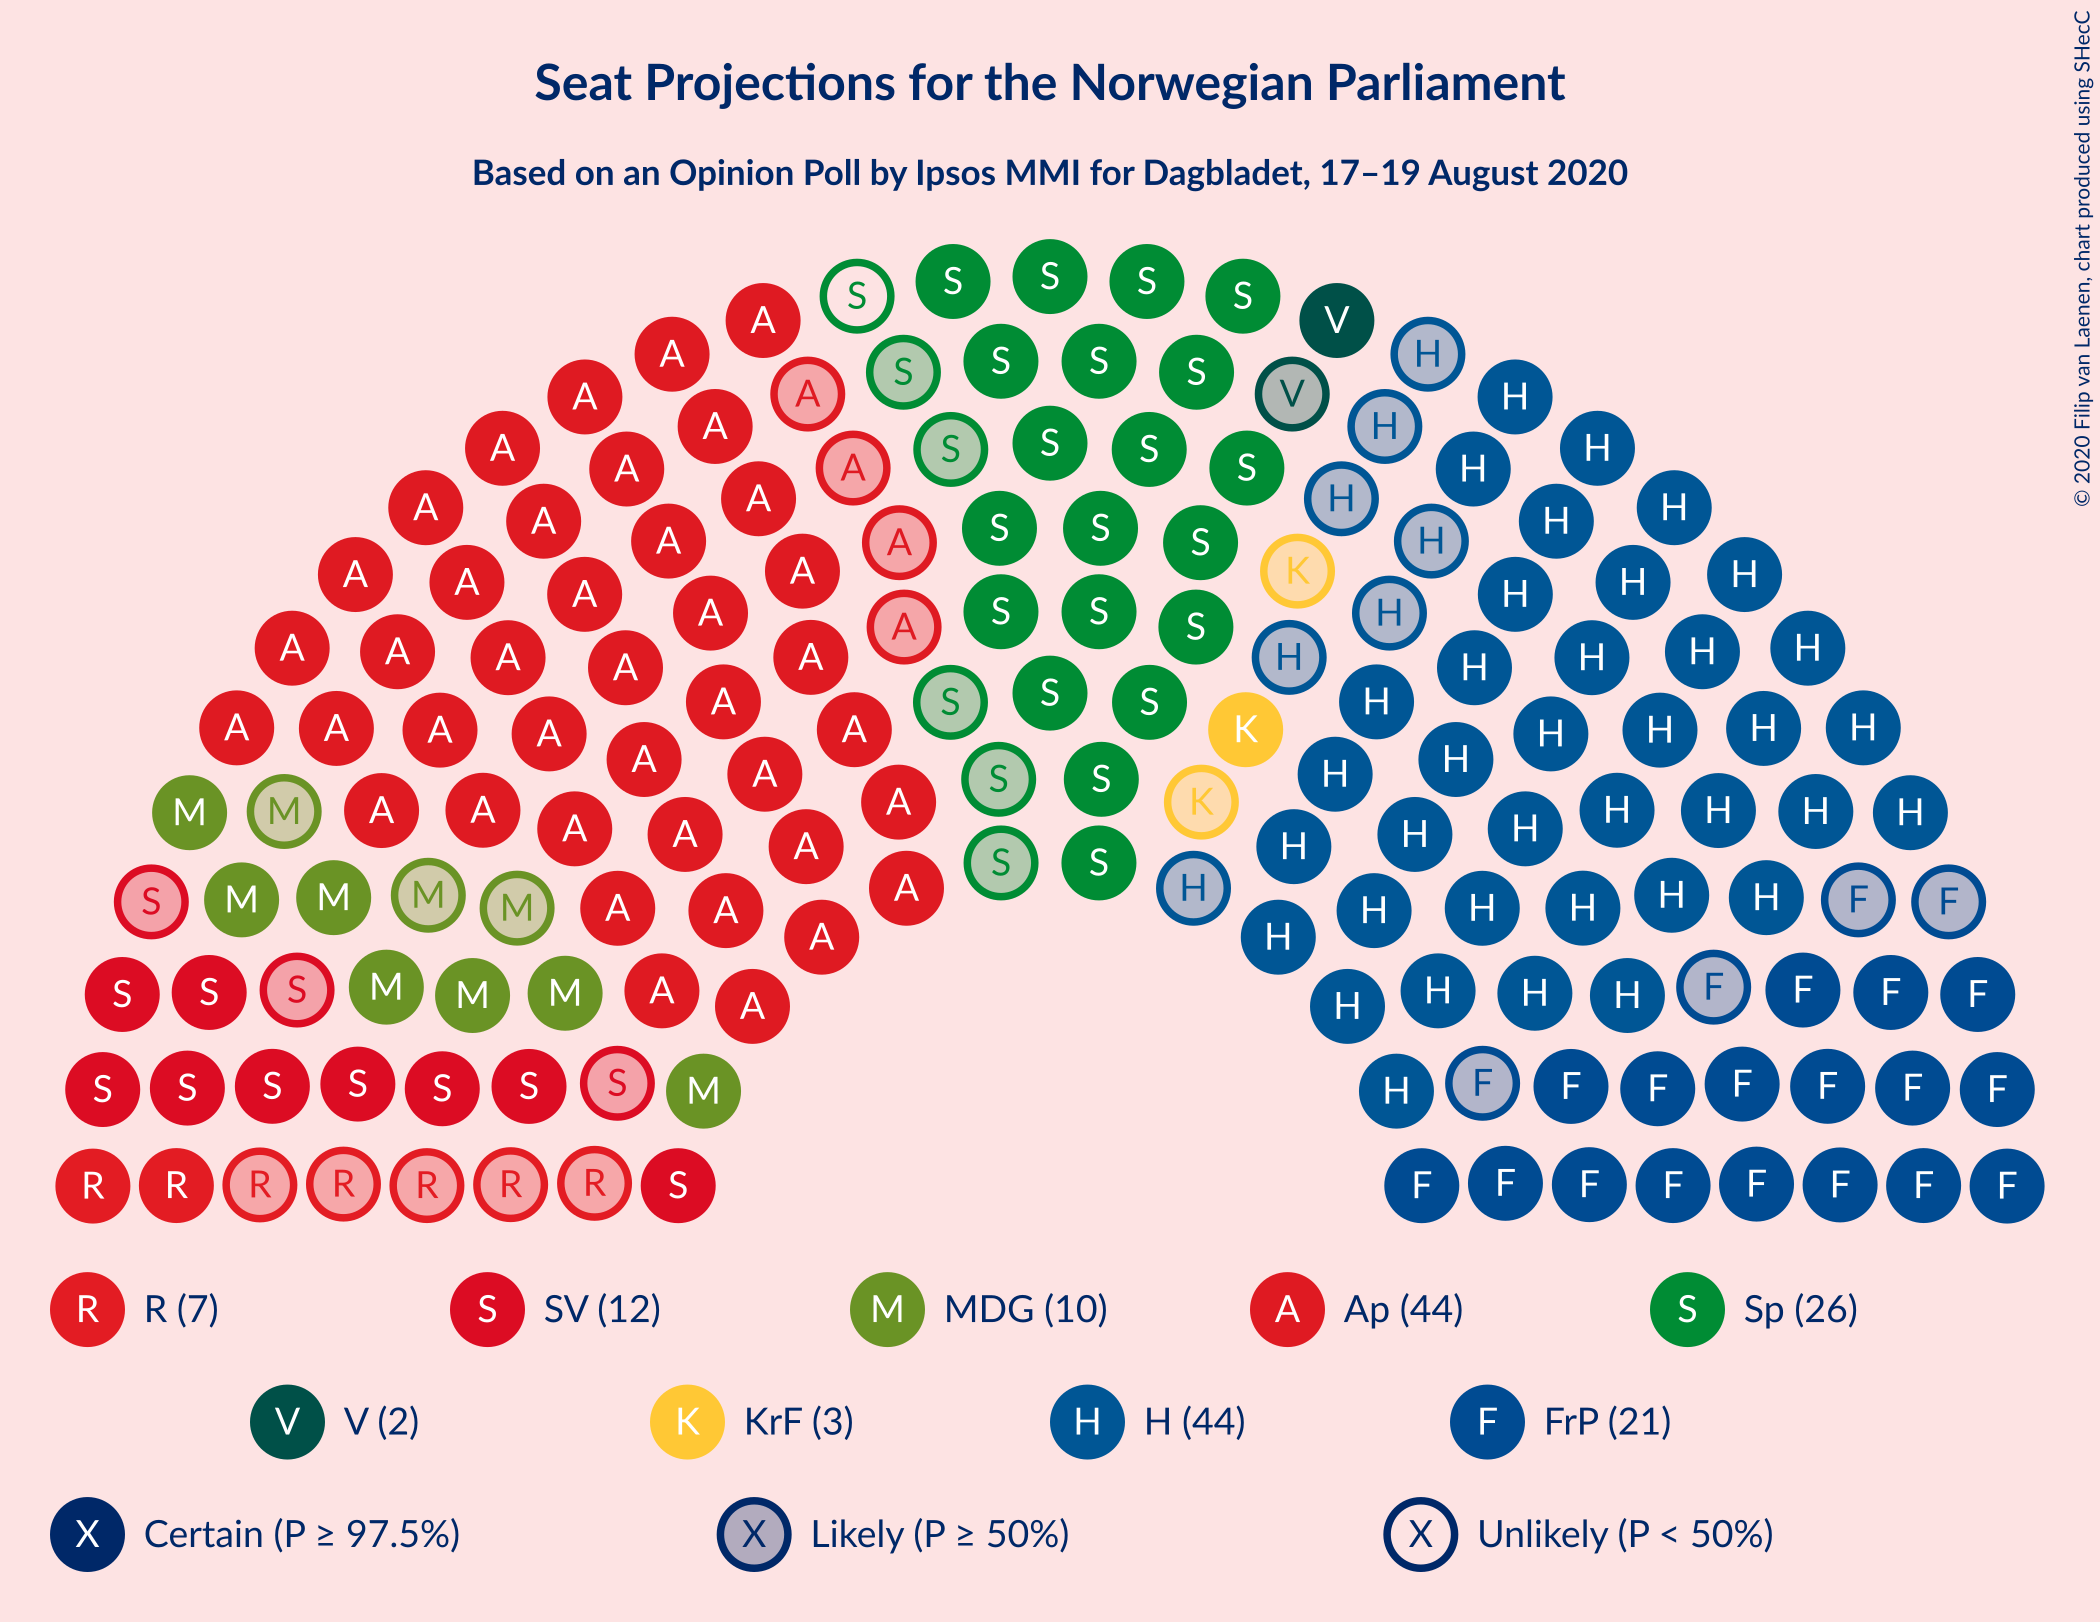 © 2020 Filip van Laenen, chart produced using SHecC
Seat Projections for the Norwegian Parliament
Based on an Opinion Poll by Ipsos MMI for Dagbladet, 17–19 August 2020
S S S S S
A V
A S S S S H
A A V H
A A S S S H H
A A S H
A A H H
A A A S S S H H
A A A A K H H H
A A S S S H
A A A A A H H H H H
A S S S H
A A A A A K H H H H
A A S S H H
M M A A A K H H H H
A A A S S H H H
S M M M M A A A H H H H H H F F
A H
S S S M M M A A H H H H F F F F
S S S S S S S M H F F F F F F F
R R R R R R R S F F F F F F F F
R R (7) S SV (12) M MDG (10) A Ap (44) S Sp (26)
V V (2) K KrF (3) H H (44) F FrP (21)
X Certain (P ≥ 97.5%) X Likely (P ≥ 50%) X Unlikely (P < 50%)